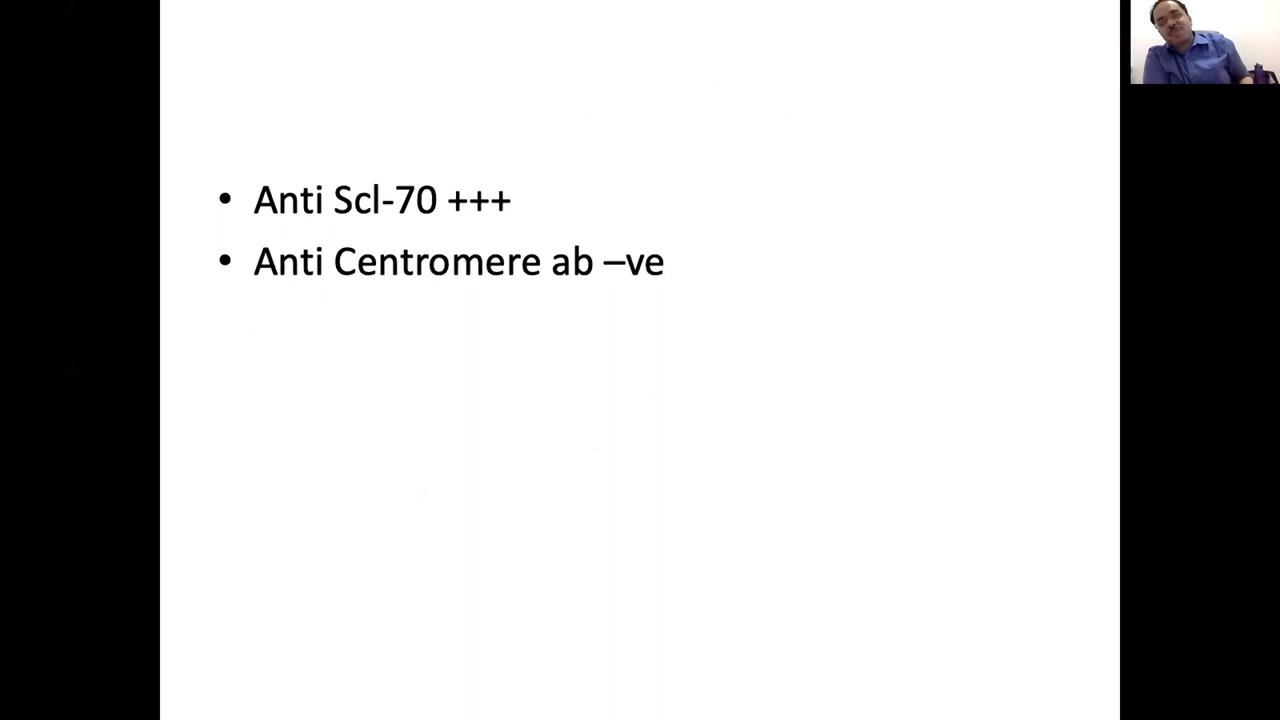 • Anti Scl-70 +++
• Anti Centromere ab –ve